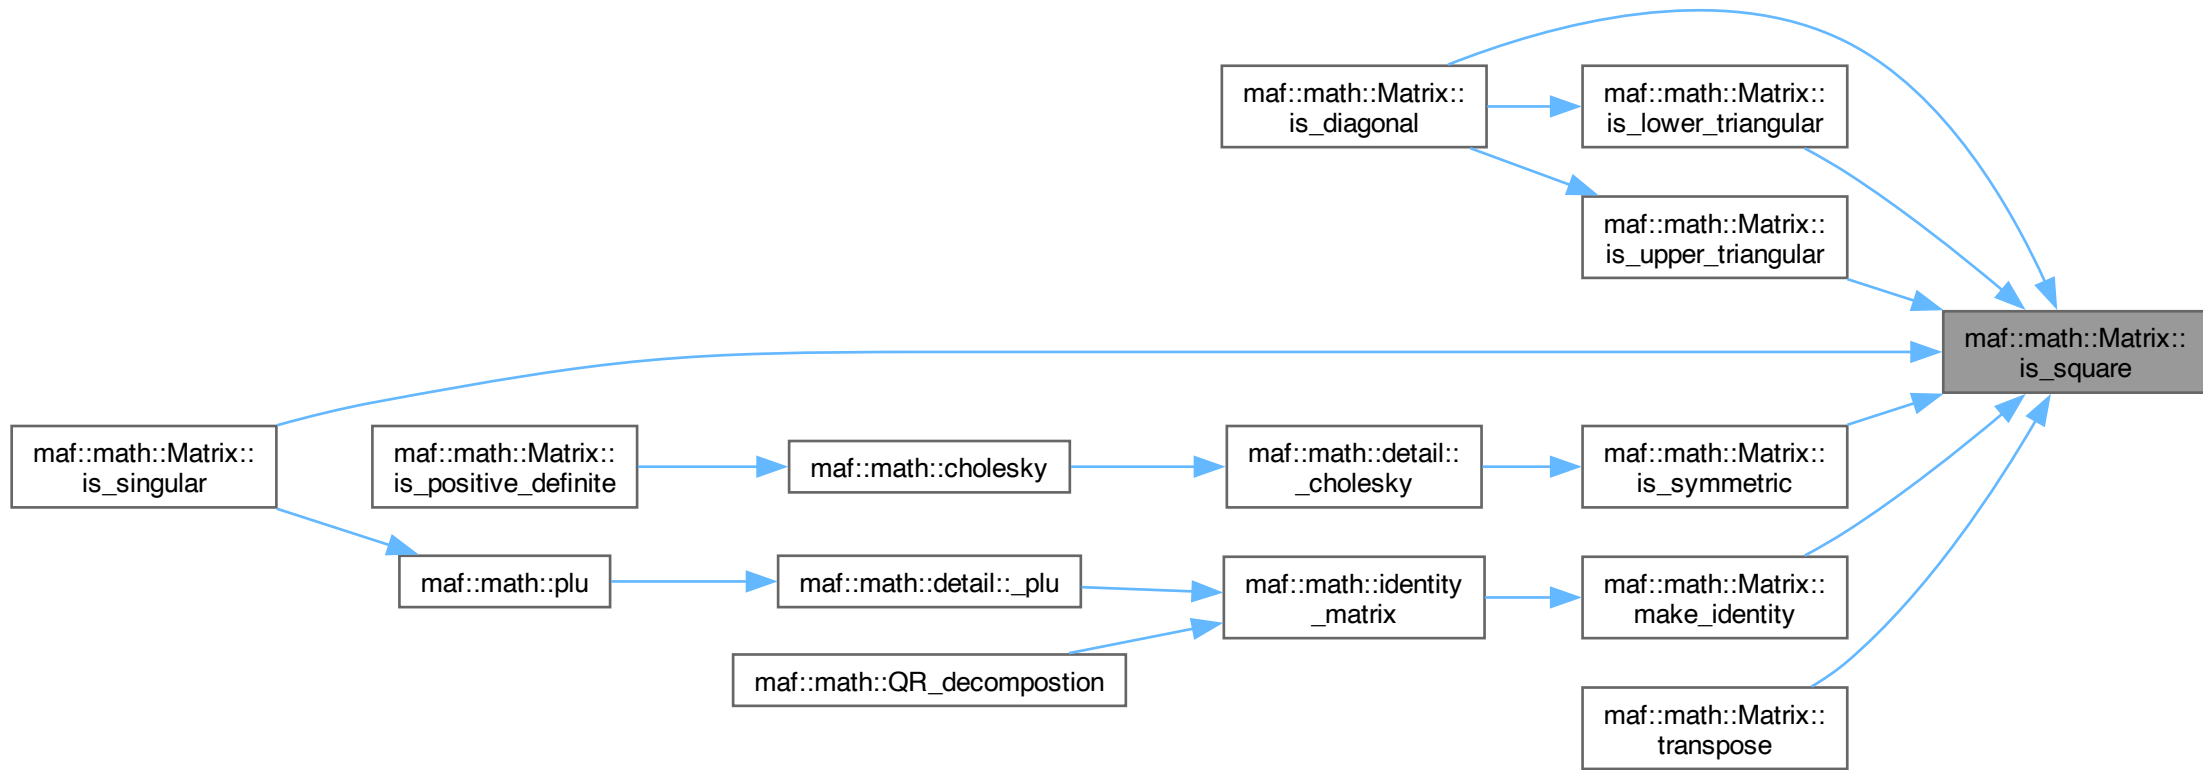 maf::math::Matrix::
is_diagonal
maf::math::Matrix::
is_lower_triangular
maf::math::Matrix::
is_upper_triangular
maf::math::Matrix::
is_square
maf::math::Matrix::
is_singular
maf::math::Matrix::
is_positive_definite
maf::math::cholesky
maf::math::detail::
_cholesky
maf::math::Matrix::
is_symmetric
maf::math::plu
maf::math::detail::_plu
maf::math::identity
_matrix
maf::math::Matrix::
make_identity
maf::math::QR_decompostion
maf::math::Matrix::
transpose